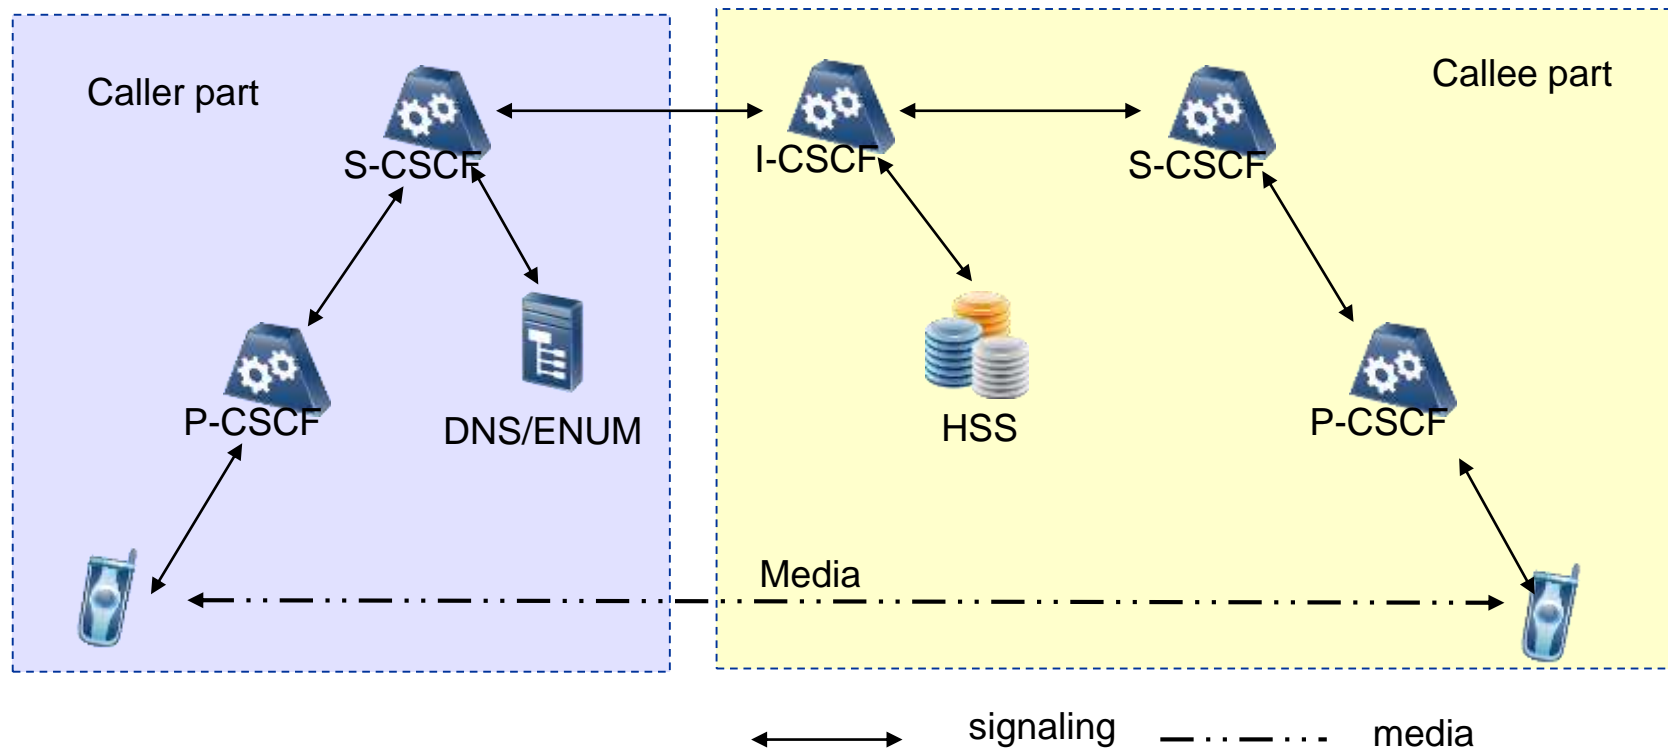 Caller part
Callee part
S-CSCF
I-CSCF
S-CSCF
P-CSCF
DNS/ENUM
HSS
P-CSCF
Media
signaling
media